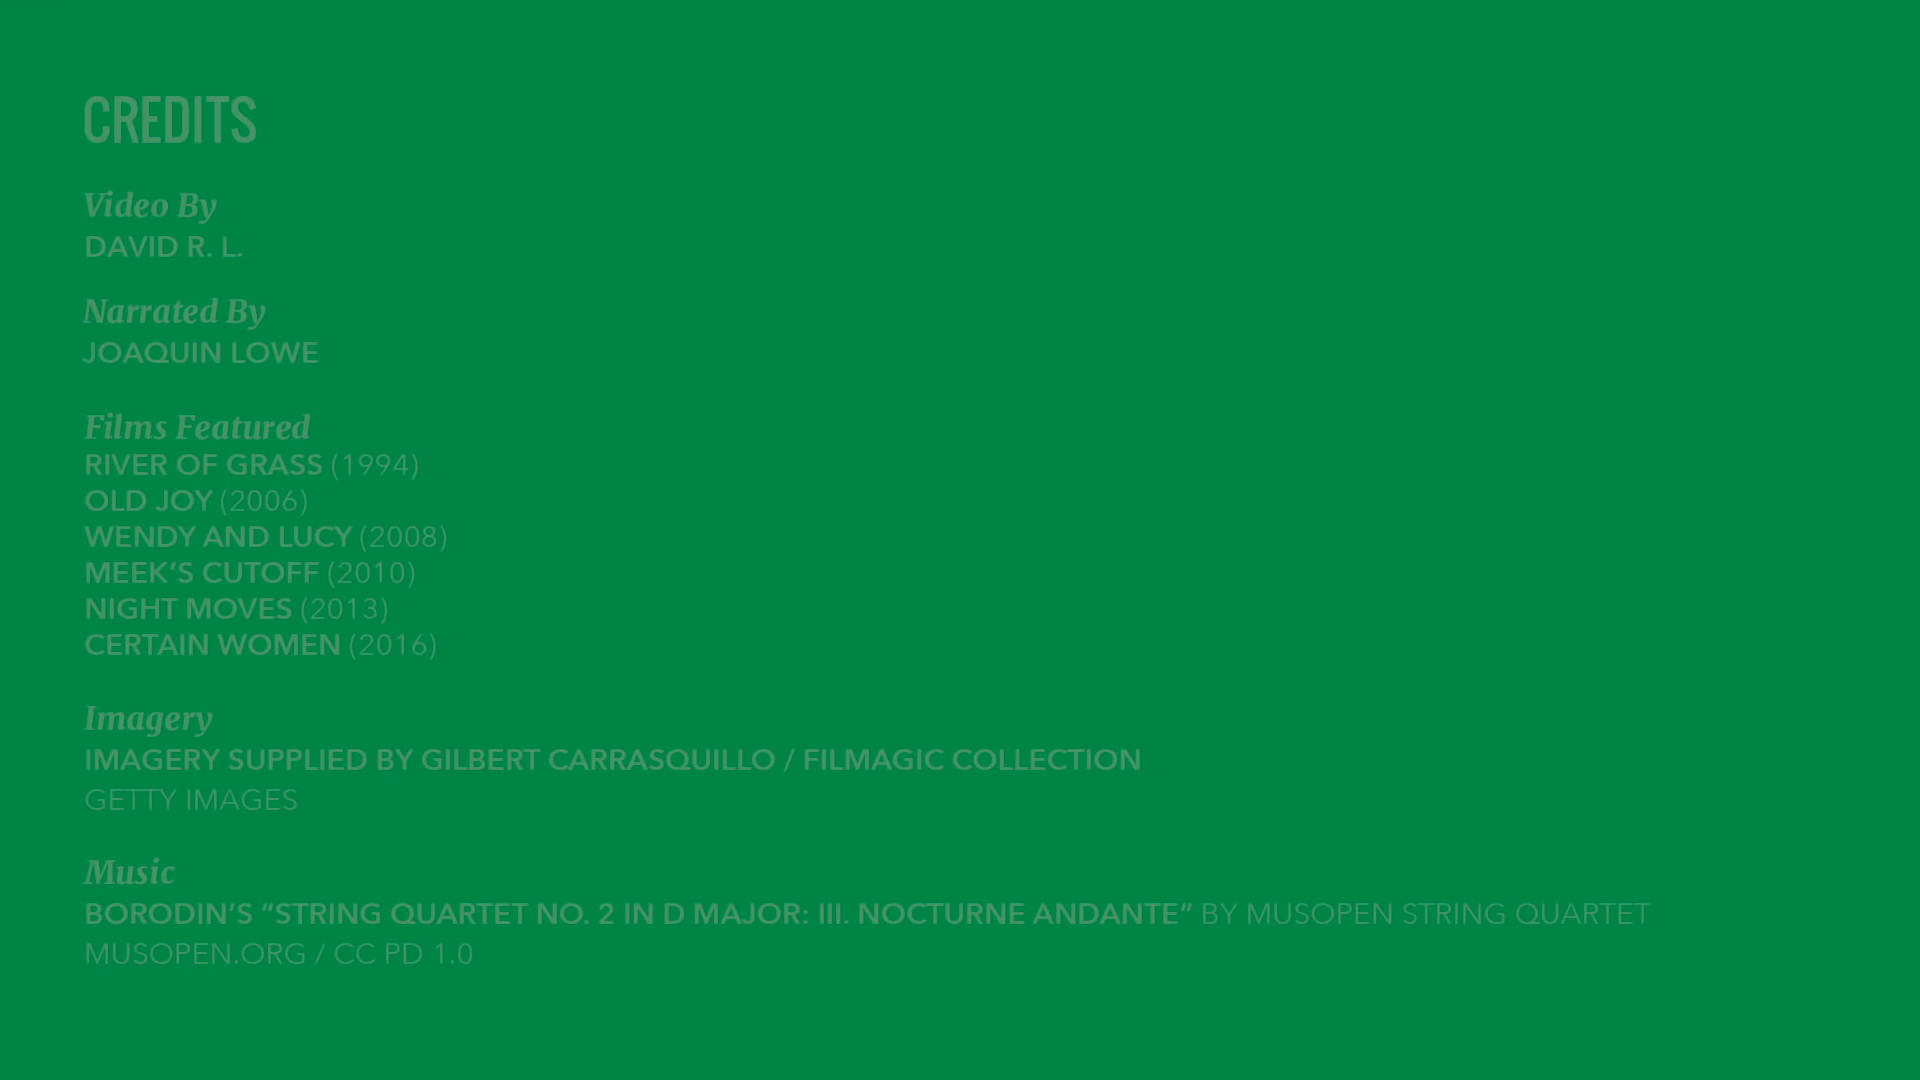 CREDITS
Video By
DAVID R. L.
Narrated By
JOAQUIN LOWE
Films Featured
RIVER OF GRASS (1994)
OLD JOY (2006)
WENDY AND LUCY (2008)
MEEK’S CUTOFF (2010)
NIGHT MOVES (2013)
CERTAIN WOMEN (2016)
Imagery
IMAGERY SUPPLIED BY GILBERT CARRASQUILLO / FILMAGIC COLLECTION
GETTY IMAGES
Music
BORODIN’S “STRING QUARTET NO. 2 IN D MAJOR: III. NOCTURNE ANDANTE” BY MUSOPEN STRING QUARTET
MUSOPEN.ORG / CC PD 1.0